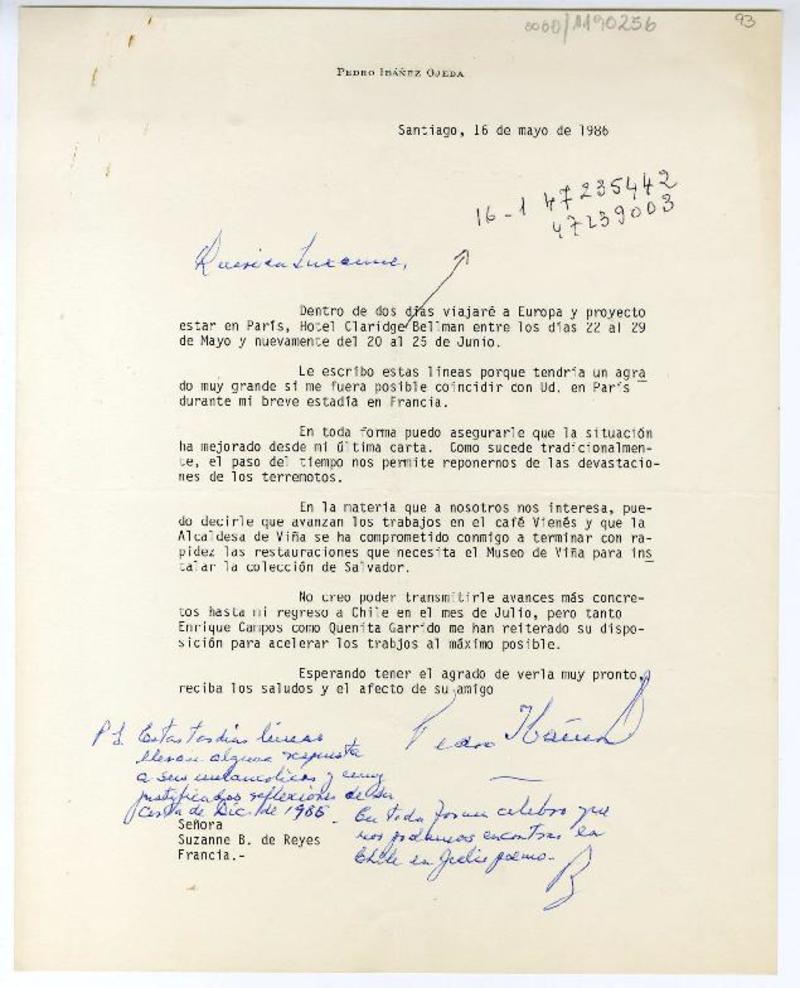 0000/1190256
93
PEDRO IBÁÑEZ OJEDA
Santiago, 16 de mayo de 1986
16-1 47235442
47239003
Querida Suzanne,
Dentro de dos días viajaré a Europa y proyecto
estar en París, Hotel Claridge Bellman entre los días 22 al 29
de Mayo y nuevamente del 20 al 25 de Junio.
Le escribo estas líneas porque tendría un agra
do muy grande si me fuera posible coincidir con Ud. en París
durante mi breve estadía en Francia.
En toda forma puedo asegurarle que la situación
ha mejorado desde mi última carta. Como sucede tradicionalmen-
te, el paso del tiempo nos permite reponernos de las devastacio-
nes de los terremotos.
En la materia que a nosotros nos interesa, pue-
do decirle que avanzan los trabajos en el café Vienés y que la
Alcaldesa de Viña se ha comprometido conmigo a terminar con ra-
pidez las restauraciones que necesita el Museo de Viña para ins
talar la colección de Salvador.
No creo poder transmitirle avances más concre-
tos hasta mi regreso a Chile en el mes de Julio, pero tanto
Enrique Campos como Quenita Garrido me han reiterado su dispo-
sición para acelerar los trabjos al máximo posible.
Esperando tener el agrado de verla muy pronto,
reciba los saludos y el afecto de su amigo
Pedro Ibáñez
P.S. Estas tardías líneas
llevan alguna respuesta
a sus melancólicas y muy
justificadas reflexiones de su
carta de Dic. de 1985.
En toda forma celebro que
nos podamos encontrar en
Chile en Julio próximo.
Señora
Suzanne B. de Reyes
Francia.-